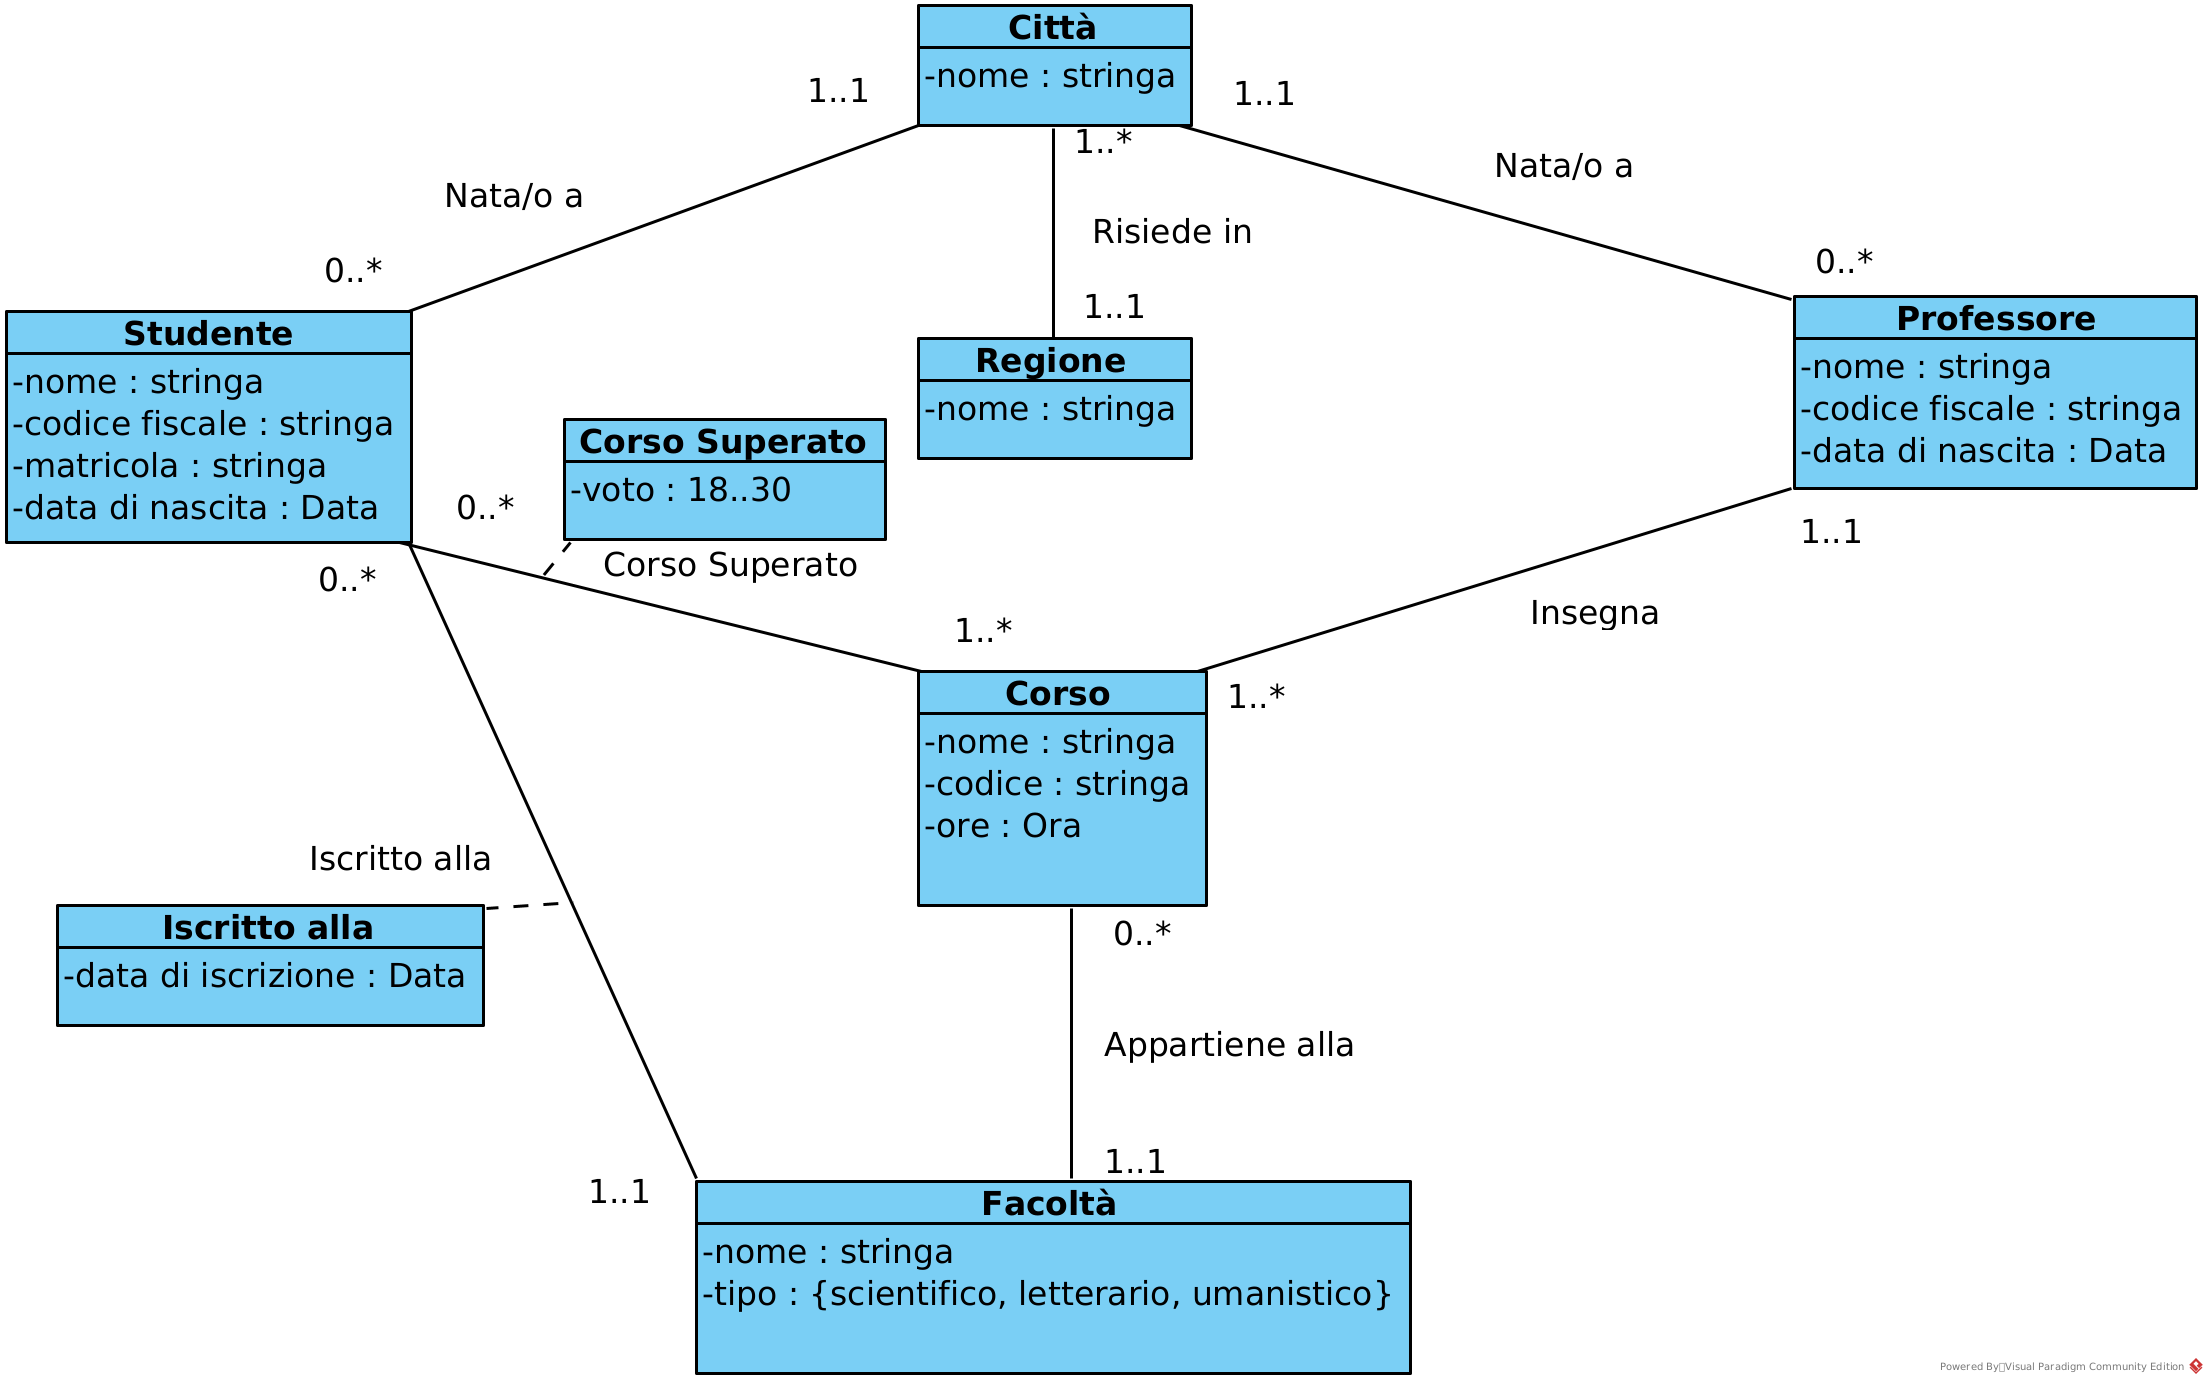 Città
-nome : stringa
1..1
1..1
1..*
Nata/o a
Nata/o a
Risiede in
0..*
0..*
1..1
Studente
-nome : stringa
-codice fiscale : stringa
-matricola : stringa
-data di nascita : Data
Regione
-nome : stringa
Professore
-nome : stringa
-codice fiscale : stringa
-data di nascita : Data
Corso Superato
-voto : 18..30
0..*
Corso Superato
0..*
1..1
Insegna
1..*
1..*
Corso
-nome : stringa
-codice : stringa
-ore : Ora
Iscritto alla
Iscritto alla
-data di iscrizione : Data
0..*
Appartiene alla
1..1
1..1
Facoltà
-nome : stringa
-tipo : {scientifico, letterario, umanistico}
Powered By Visual Paradigm Community Edition